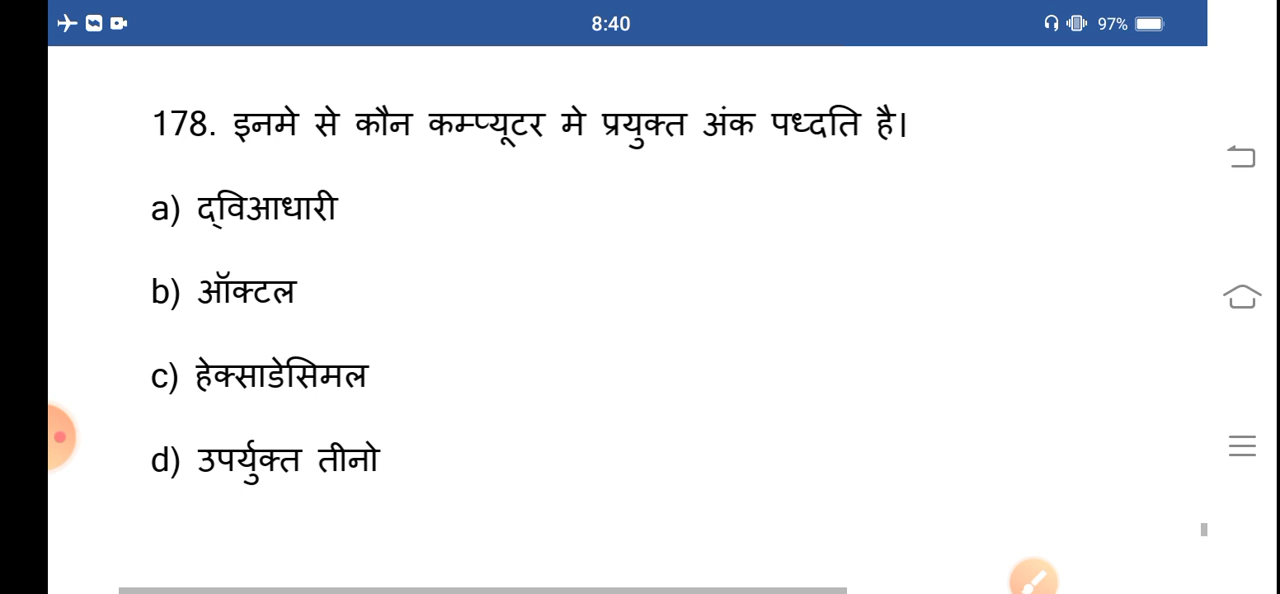 8:40
97%
178. इनमे से कौन कम्प्यूटर मे प्रयुक्त अंक पध्दति है।
a) द्विआधारी
b) ऑक्टल
c) हेक्साडेसिमल
d) उपर्युक्त तीनो